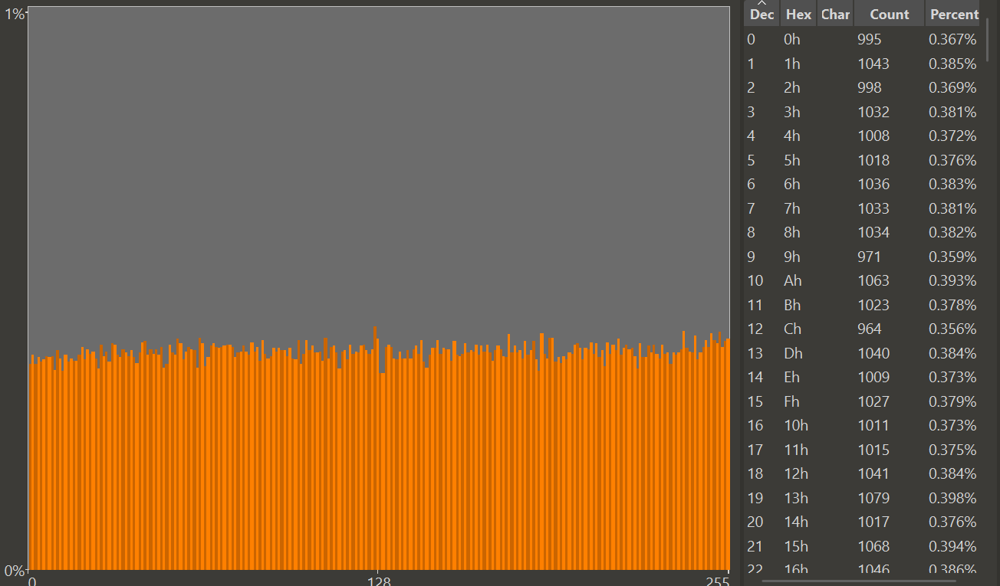 1%
0%
0 128 255
Dec Hex Char Count Percent
0 0h 995 0.367%
1 1h 1043 0.385%
2 2h 998 0.369%
3 3h 1032 0.381%
4 4h 1008 0.372%
5 5h 1018 0.376%
6 6h 1036 0.383%
7 7h 1033 0.381%
8 8h 1034 0.382%
9 9h 971 0.359%
10 Ah 1063 0.393%
11 Bh 1023 0.378%
12 Ch 964 0.356%
13 Dh 1040 0.384%
14 Eh 1009 0.373%
15 Fh 1027 0.379%
16 10h 1011 0.373%
17 11h 1015 0.375%
18 12h 1041 0.384%
19 13h 1079 0.398%
20 14h 1017 0.376%
21 15h 1068 0.394%
22 16h 1046 0.386%